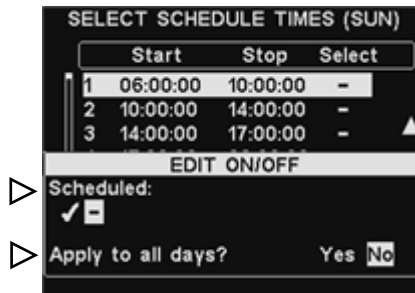 SELECT SCHEDULE TIMES (SUN)
Start Stop Select
1 06:00:00 10:00:00 -
2 10:00:00 14:00:00 -
3 14:00:00 17:00:00 -
EDIT ON/OFF
Scheduled:
✓ -
Apply to all days? Yes No